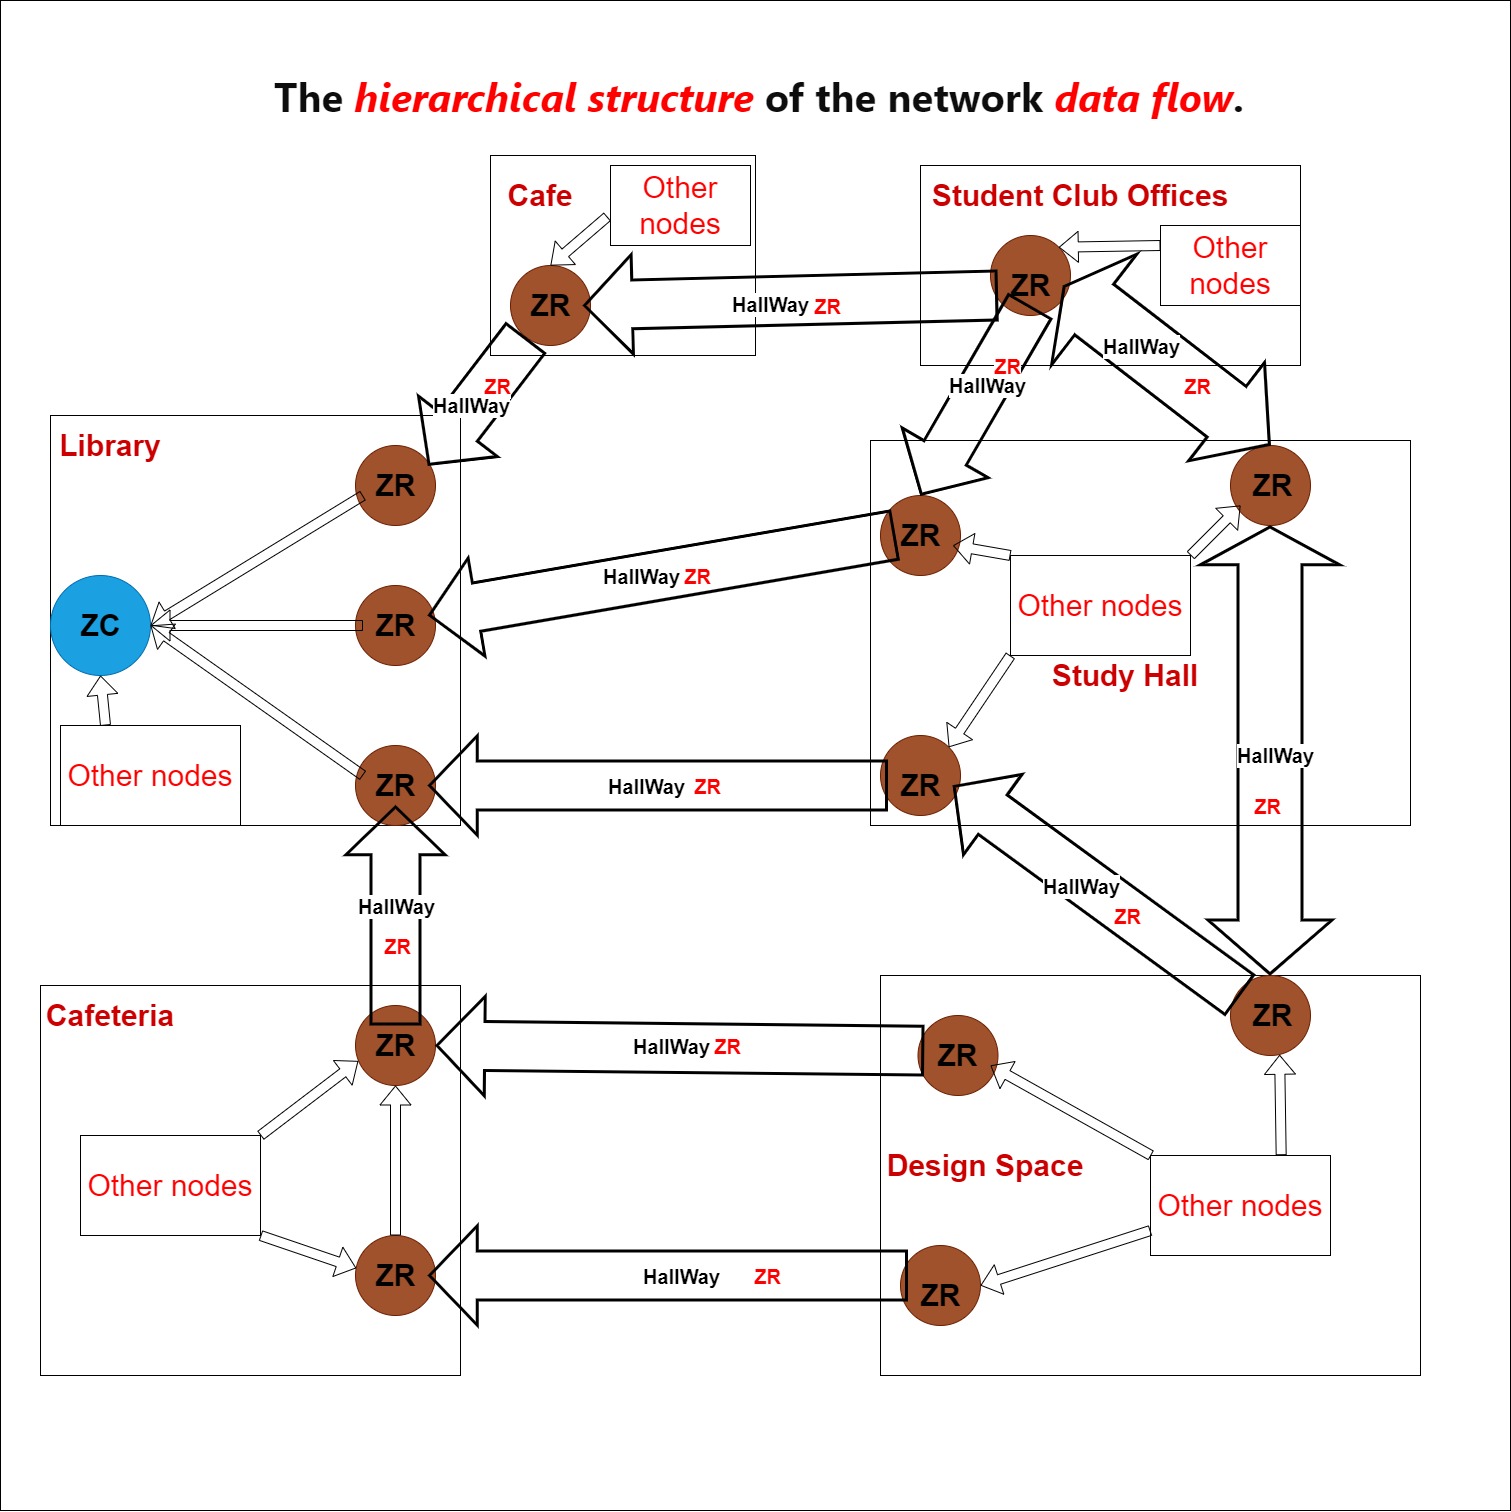 The hierarchical structure of the network data flow.
Cafe
Other
nodes
Student Club Offices
Other
nodes
ZR
ZR
HallWay ZR
HallWay
ZR
ZR
HallWay
ZR
HallWay
Library
ZR
ZR
ZR
HallWay ZR
ZC
ZR
Other nodes
Study Hall
Other nodes
ZR
HallWay ZR
ZR
HallWay
ZR
HallWay
ZR
HallWay
ZR
Cafeteria
ZR
HallWay ZR
ZR
ZR
Design Space
Other nodes
Other nodes
ZR
HallWay ZR
ZR